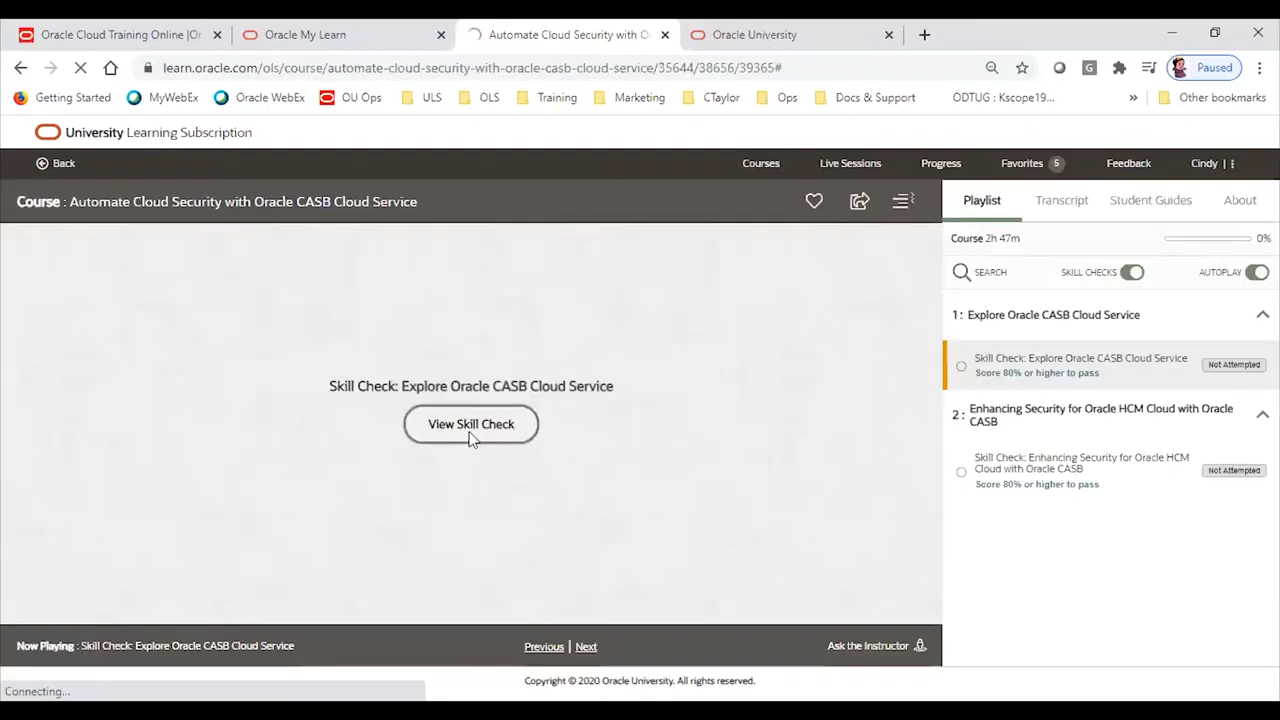 Oracle Cloud Training Online |Or
Oracle My Learn
Automate Cloud Security with O
Oracle University
learn.oracle.com/ols/course/automate-cloud-security-with-oracle-casb-cloud-service/35644/38656/39365#
Paused
Getting Started
MyWebEx
Oracle WebEx
OU Ops
ULS
OLS
Training
Marketing
CTaylor
Ops
Docs & Support
ODTUG : Kscope19...
»
Other bookmarks
University Learning Subscription
Back
Courses
Live Sessions
Progress
Favorites 5
Feedback
Cindy |
Course : Automate Cloud Security with Oracle CASB Cloud Service
Playlist
Transcript
Student Guides
About
Course 2h 47m
0%
SEARCH
SKILL CHECKS
AUTOPLAY
1 : Explore Oracle CASB Cloud Service
Skill Check: Explore Oracle CASB Cloud Service
Score 80% or higher to pass
Not Attempted
2 : Enhancing Security for Oracle HCM Cloud with Oracle
CASB
Skill Check: Enhancing Security for Oracle HCM
Cloud with Oracle CASB
Score 80% or higher to pass
Not Attempted
Skill Check: Explore Oracle CASB Cloud Service
View Skill Check
Now Playing : Skill Check: Explore Oracle CASB Cloud Service
Previous | Next
Ask the Instructor
Copyright © 2020 Oracle University. All rights reserved.
Connecting...